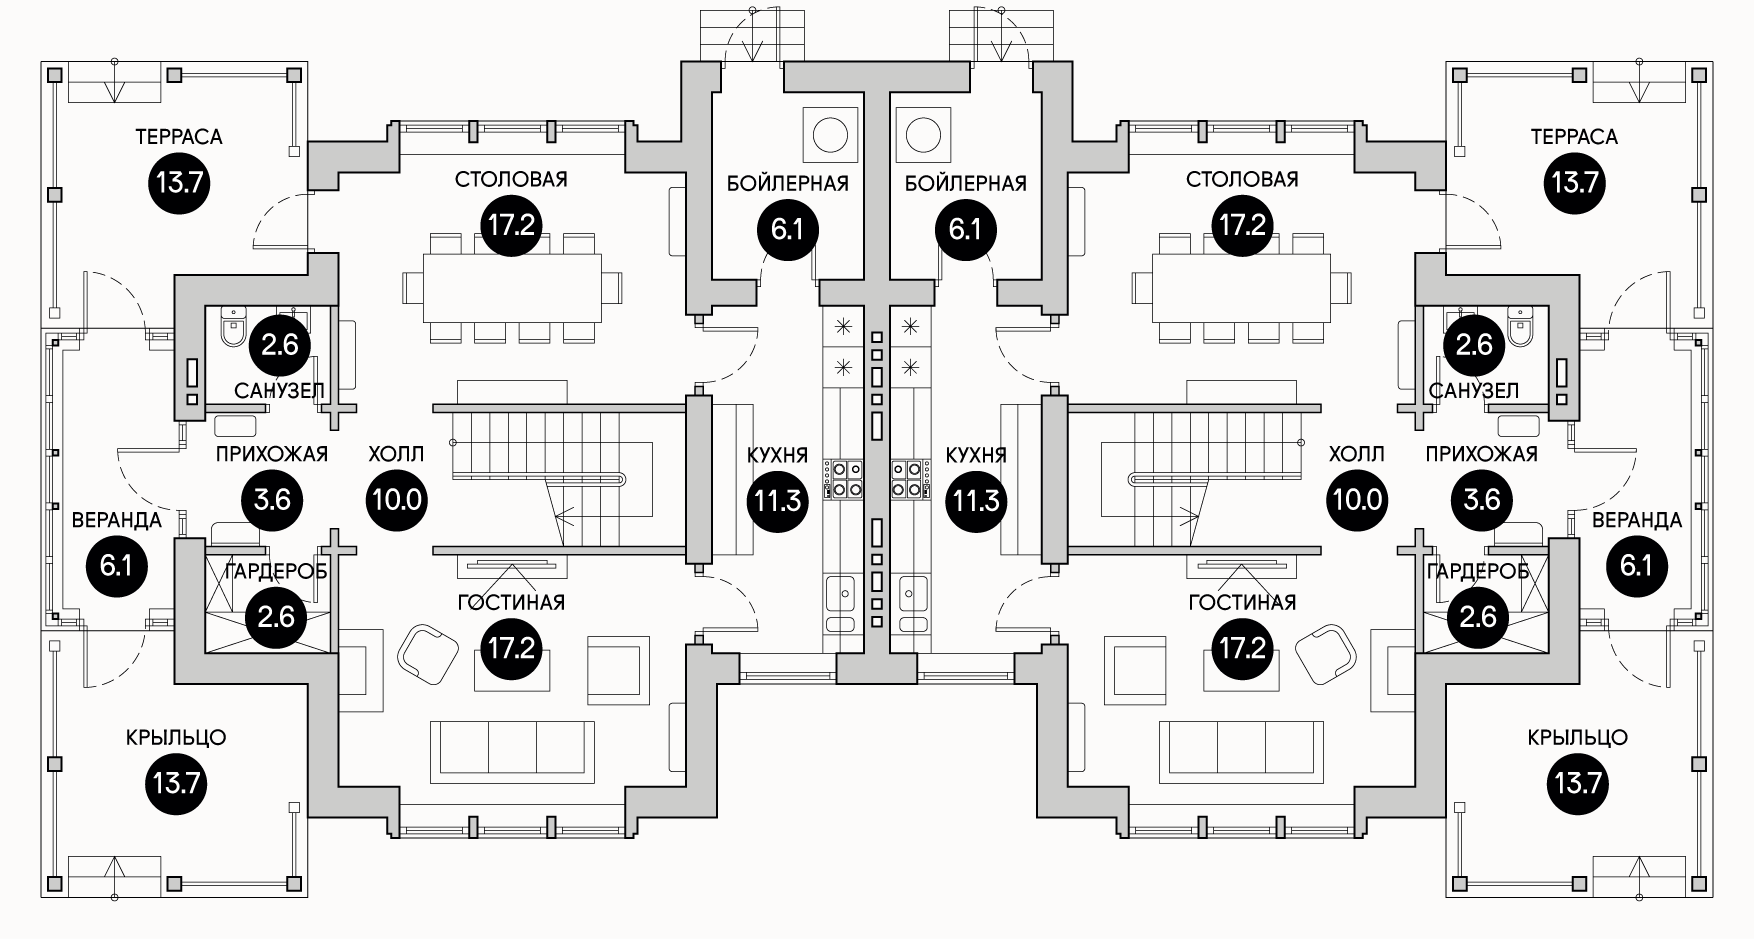 ТЕРРАСА
13.7
СТОЛОВАЯ
17.2
БОЙЛЕРНАЯ
6.1
БОЙЛЕРНАЯ
6.1
СТОЛОВАЯ
17.2
ТЕРРАСА
13.7
2.6
САНУЗЕЛ
2.6
САНУЗЕЛ
ПРИХОЖАЯ
3.6
ХОЛЛ
10.0
КУХНЯ
11.3
КУХНЯ
11.3
ХОЛЛ
10.0
ПРИХОЖАЯ
3.6
ВЕРАНДА
6.1
ВЕРАНДА
6.1
ГАРДЕРОБ
2.6
ГОСТИНАЯ
17.2
ГОСТИНАЯ
17.2
ГАРДЕРОБ
2.6
КРЫЛЬЦО
13.7
КРЫЛЬЦО
13.7